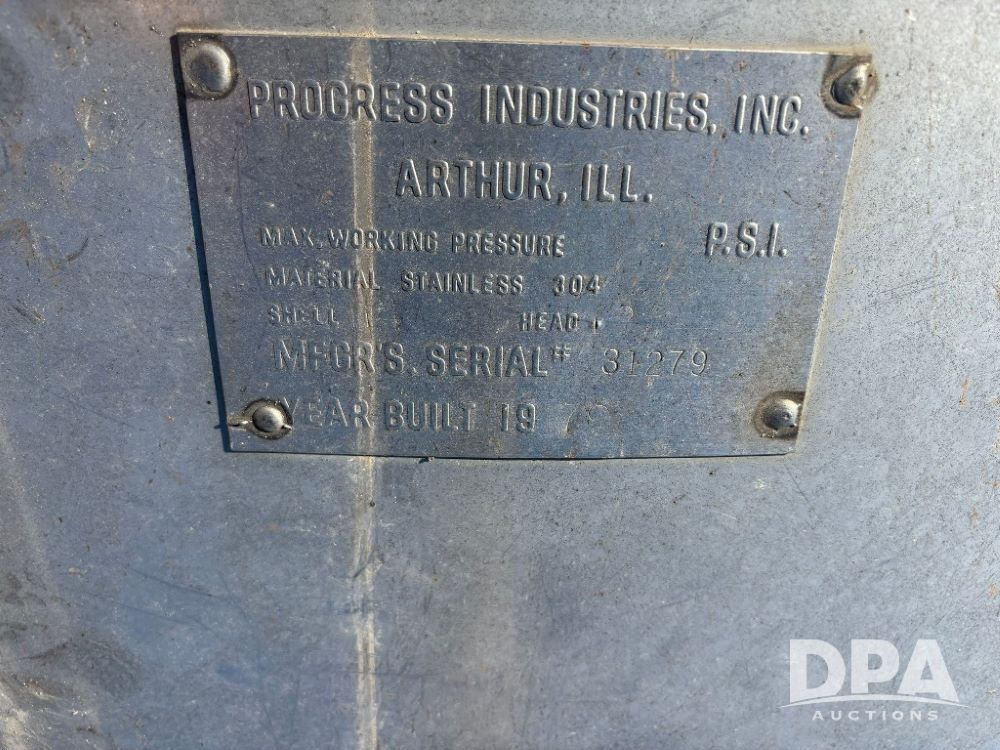 PROGRESS INDUSTRIES, INC.
ARTHUR, ILL.
MAX. WORKING PRESSURE P.S.I.
MATERIAL STAINLESS 304
SHELL HEAD
MFGR'S. SERIAL# 31279
YEAR BUILT 19
DPA
AUCTIONS